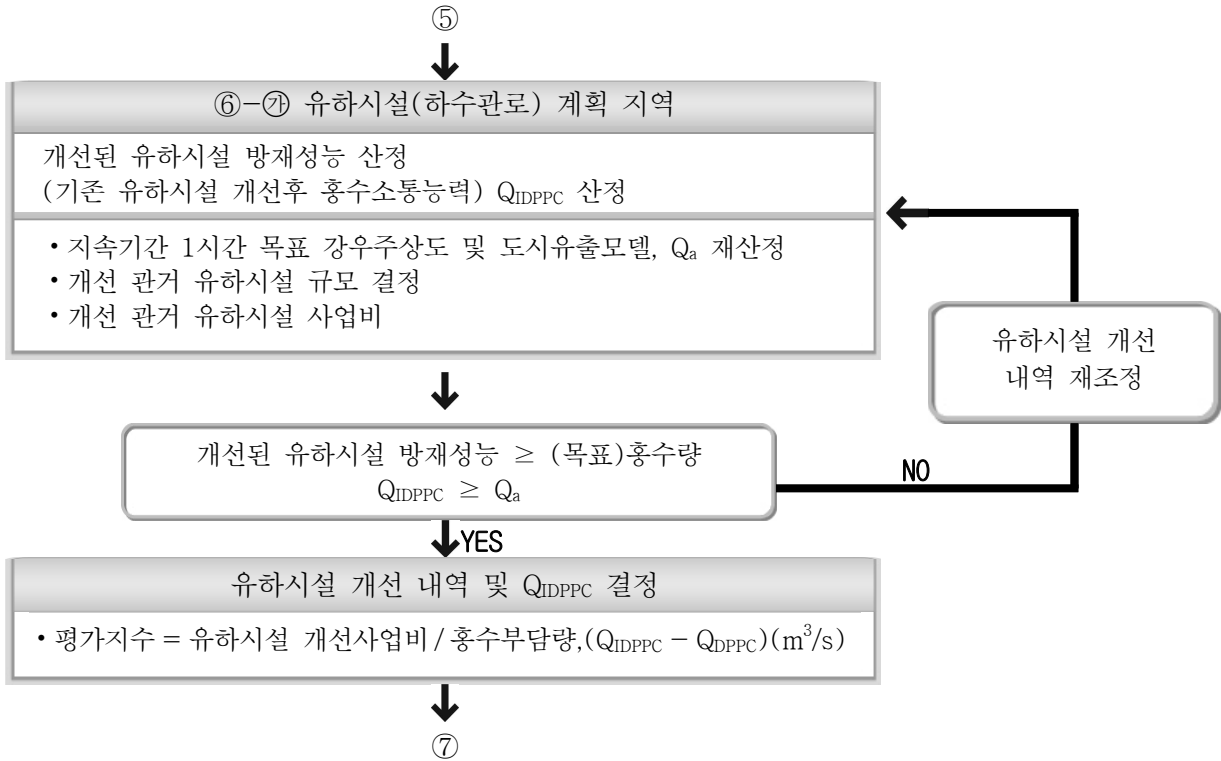 ⑤
⑥-㉮ 유하시설(하수관로) 계획 지역
개선된 유하시설 방재성능 산정
(기존 유하시설 개선후 홍수소통능력) QIDPPC 산정
• 지속기간 1시간 목표 강우주상도 및 도시유출모델, Qa 재산정
• 개선 관거 유하시설 규모 결정
• 개선 관거 유하시설 사업비
유하시설 개선
내역 재조정
개선된 유하시설 방재성능 ≥ (목표)홍수량
QIDPPC ≥ Qa
NO
YES
유하시설 개선 내역 및 QIDPPC 결정
• 평가지수 = 유하시설 개선사업비 / 홍수부담량,(QIDPPC − QDPPC)(m³/s)
⑦